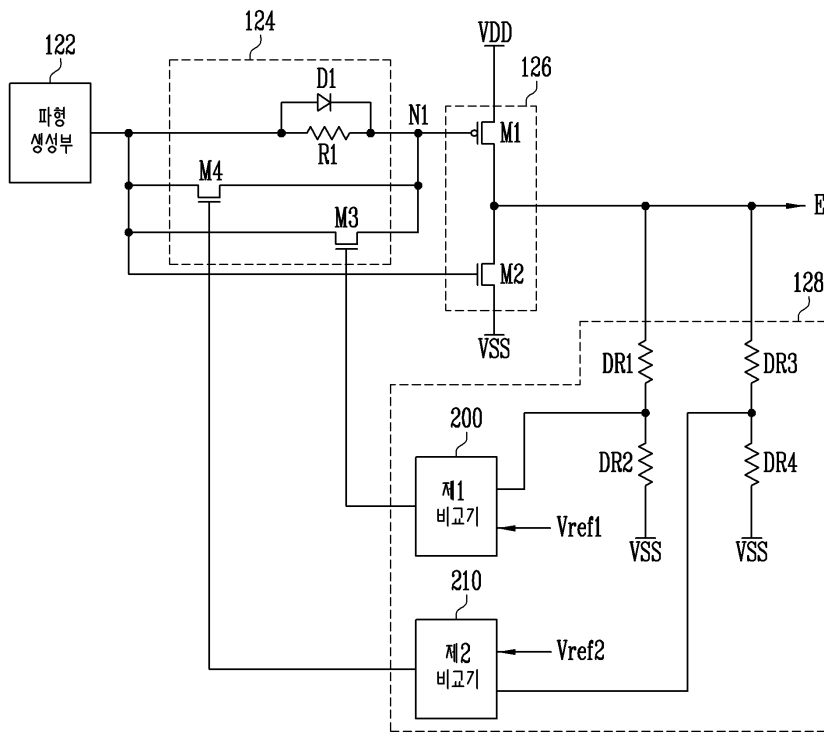 122
파형
생성부
124
D1
R1
N1
M4
M3
VDD
126
M1
M2
VSS
E
128
DR1
DR2
VSS
DR3
DR4
VSS
200
제1
비교기
Vref1
210
제2
비교기
Vref2